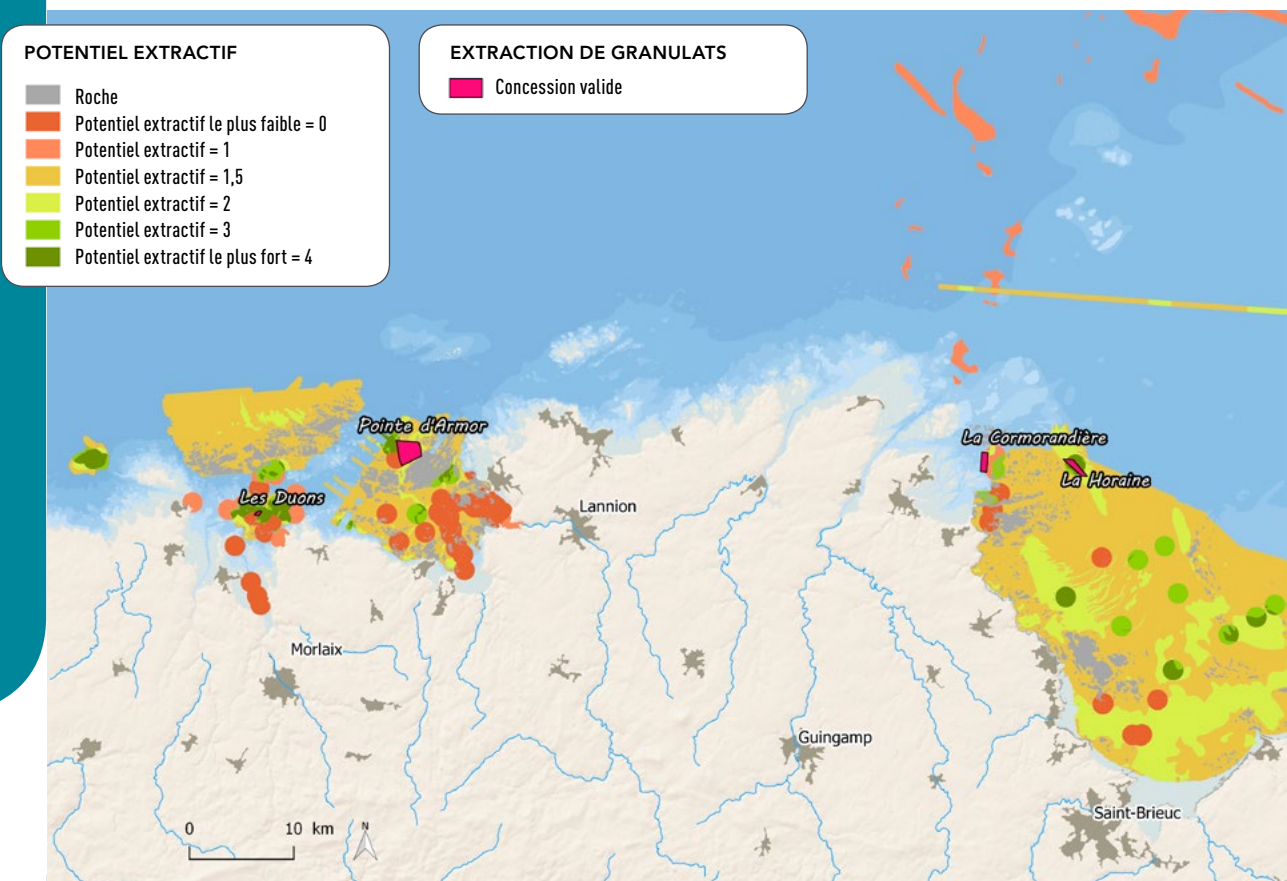 POTENTIEL EXTRACTIF
Roche
Potentiel extractif le plus faible = 0
Potentiel extractif = 1
Potentiel extractif = 1,5
Potentiel extractif = 2
Potentiel extractif = 3
Potentiel extractif le plus fort = 4
EXTRACTION DE GRANULATS
Concession valide
Pointe d'Armor
La Cormorandière
La Horaine
Les Duons
Lannion
Morlaix
Guingamp
Saint-Brieuc
0 10 km
N